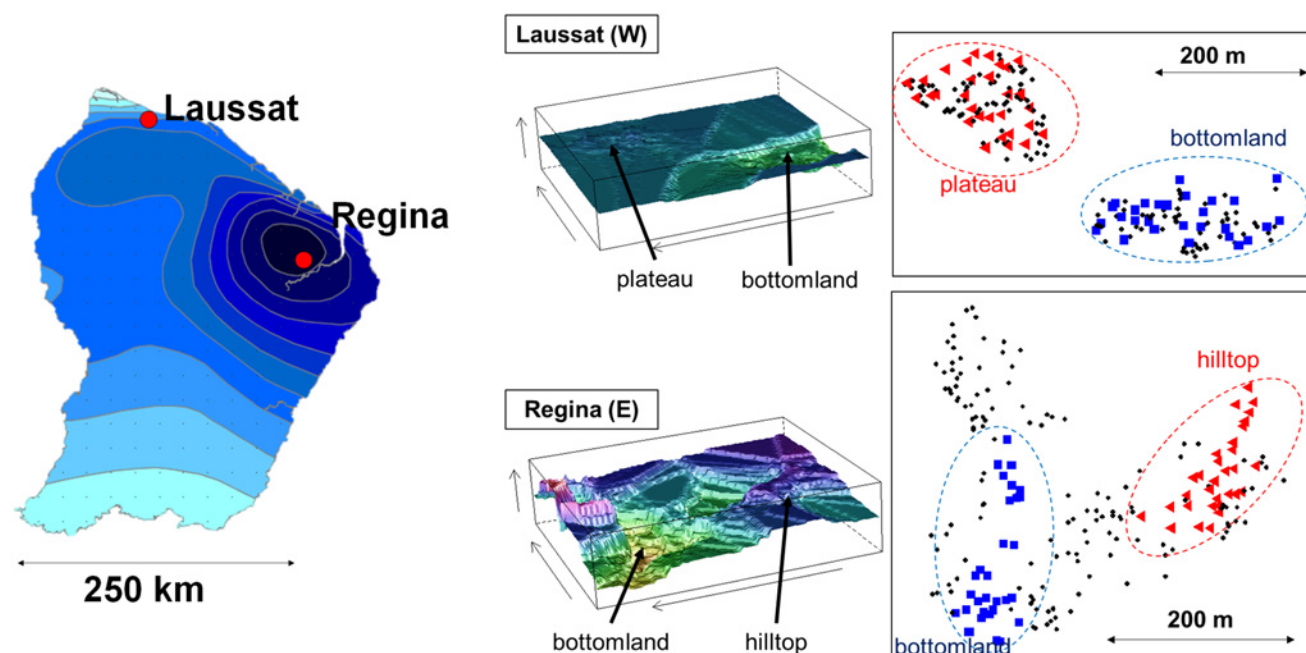 Laussat
Regina
250 km
Laussat (W)
plateau
bottomland
200 m
bottomland
plateau
Regina (E)
bottomland
hilltop
hilltop
200 m
bottomland